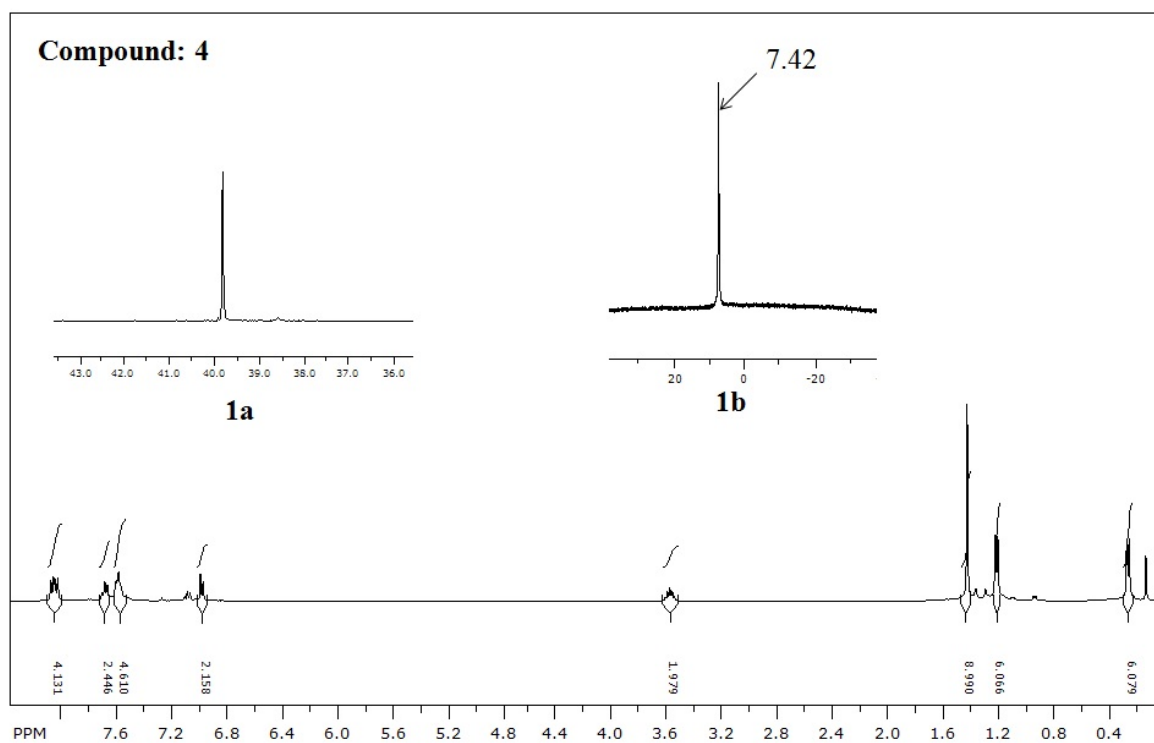 Compound: 4
7.42
43.0 42.0 41.0 40.0 39.0 38.0 37.0 36.0
20 0 -20
1a
1b
4.131 2.446 4.610 2.158 1.979 8.990 6.066 6.079
PPM 7.6 7.2 6.8 6.4 6.0 5.6 5.2 4.8 4.4 4.0 3.6 3.2 2.8 2.4 2.0 1.6 1.2 0.8 0.4